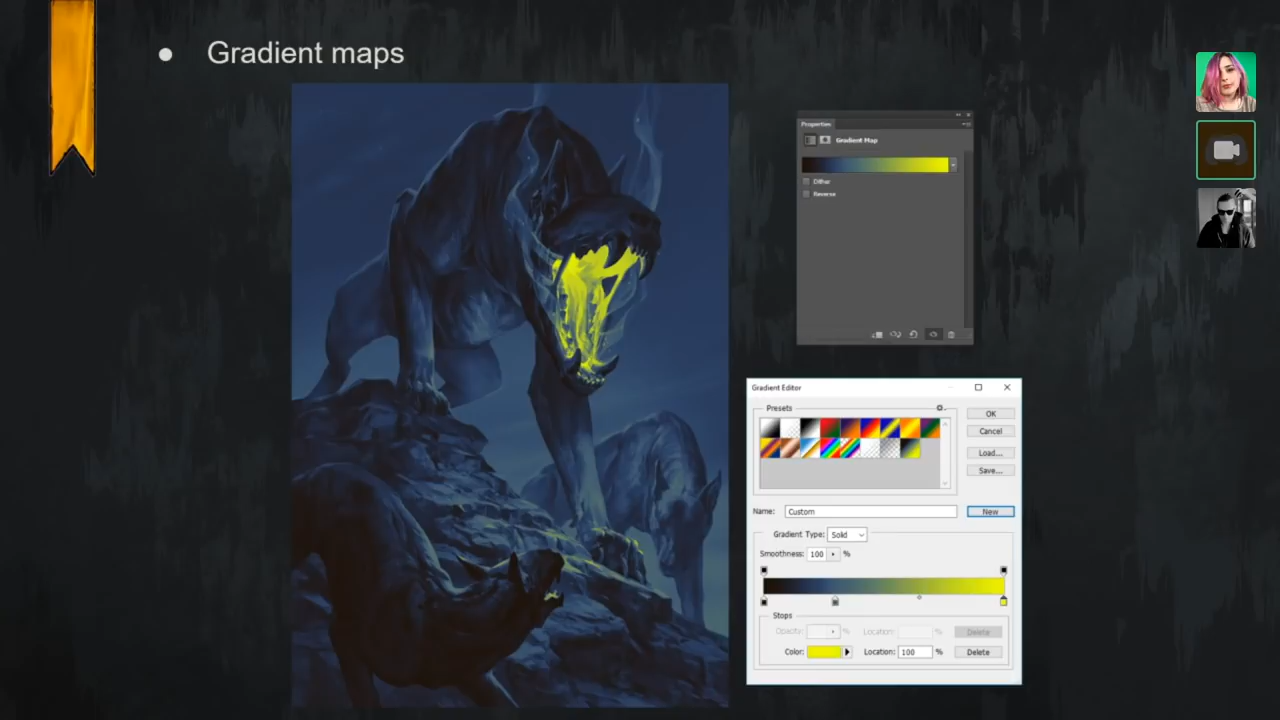 Gradient maps
Properties
Gradient Map
Dither
Reverse
Gradient Editor
Presets
OK
Cancel
Load...
Save...
Name: Custom
New
Gradient Type: Solid
Smoothness: 100 %
Stops
Opacity: % Location: % Delete
Color: Location: 100 % Delete